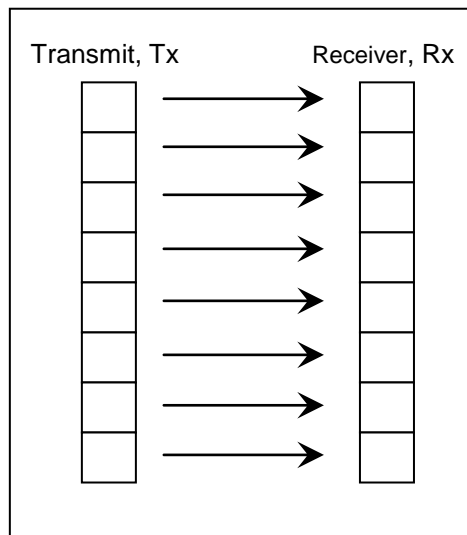 Transmit, Tx Receiver, Rx